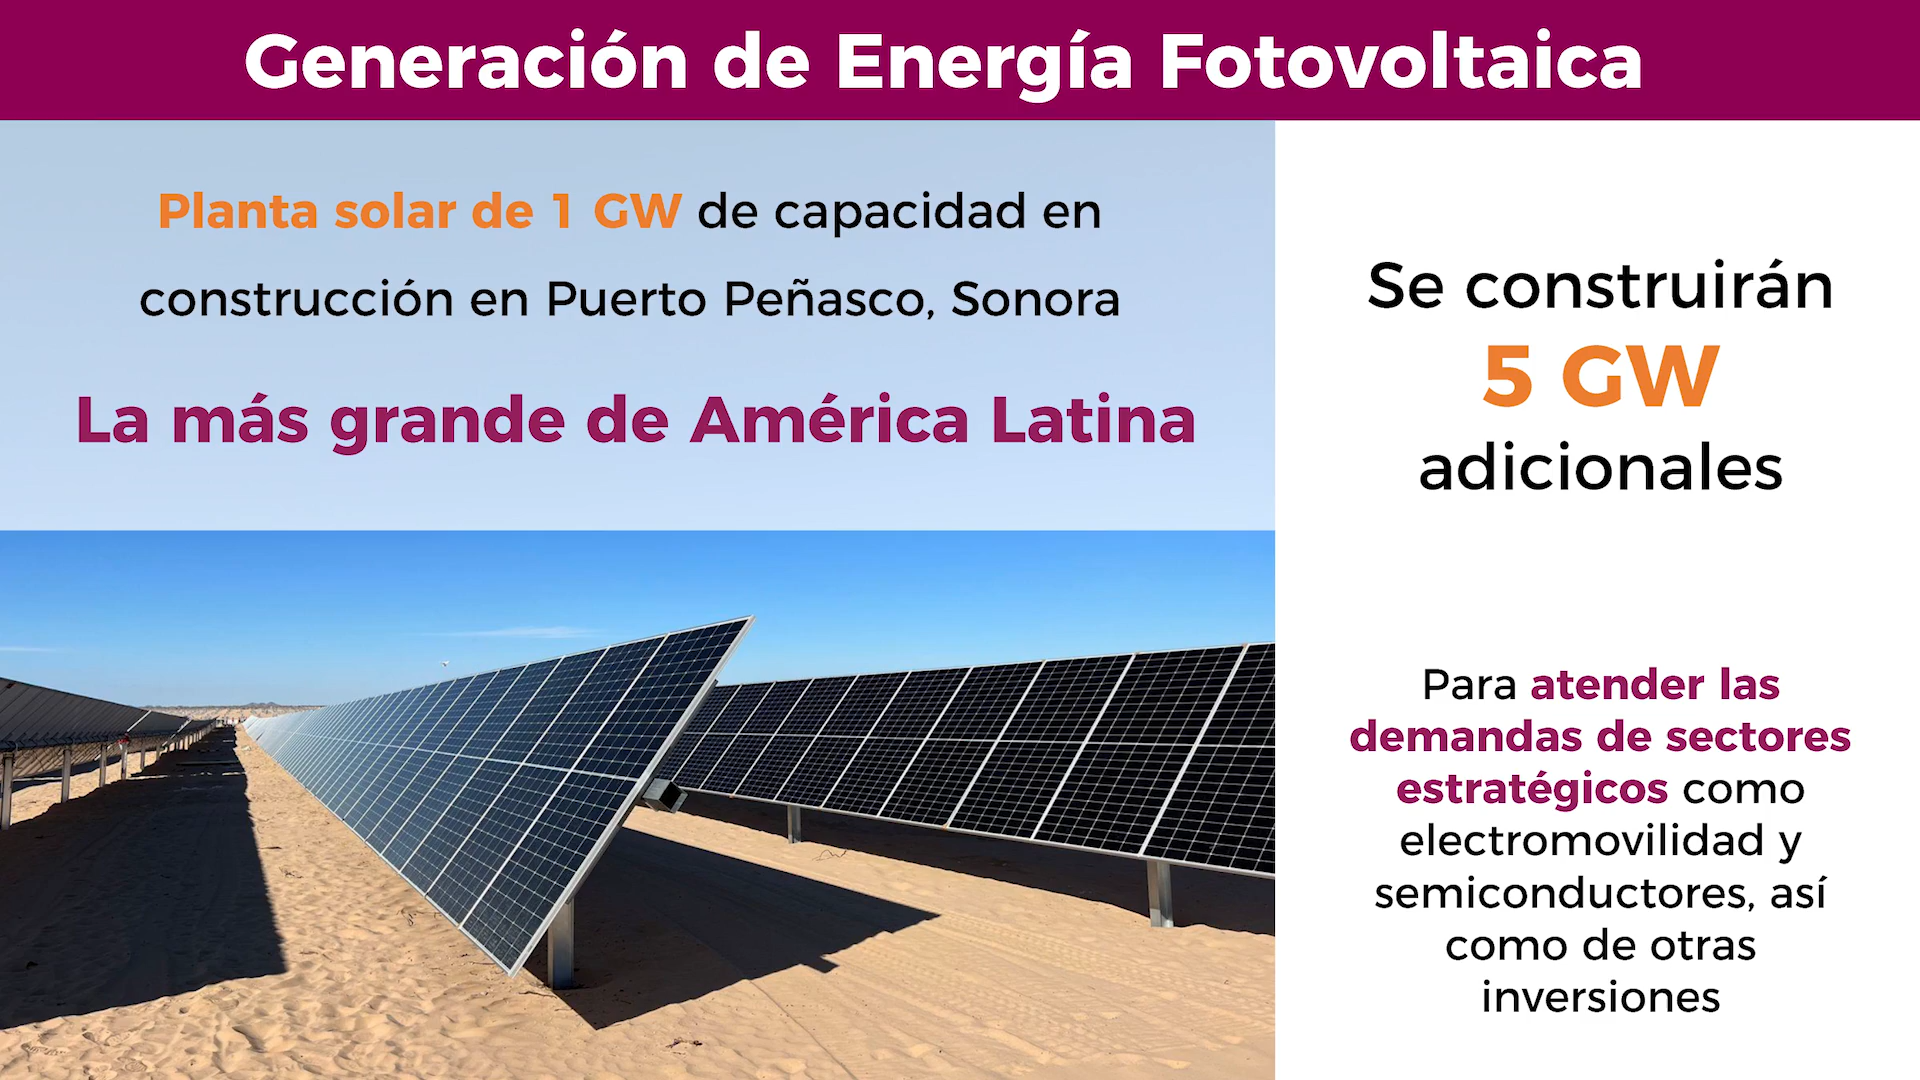 Generación de Energía Fotovoltaica
Planta solar de 1 GW de capacidad en
construcción en Puerto Peñasco, Sonora
La más grande de América Latina
Se construirán
5 GW
adicionales
Para atender las
demandas de sectores
estratégicos como
electromovilidad y
semiconductores, así
como de otras
inversiones